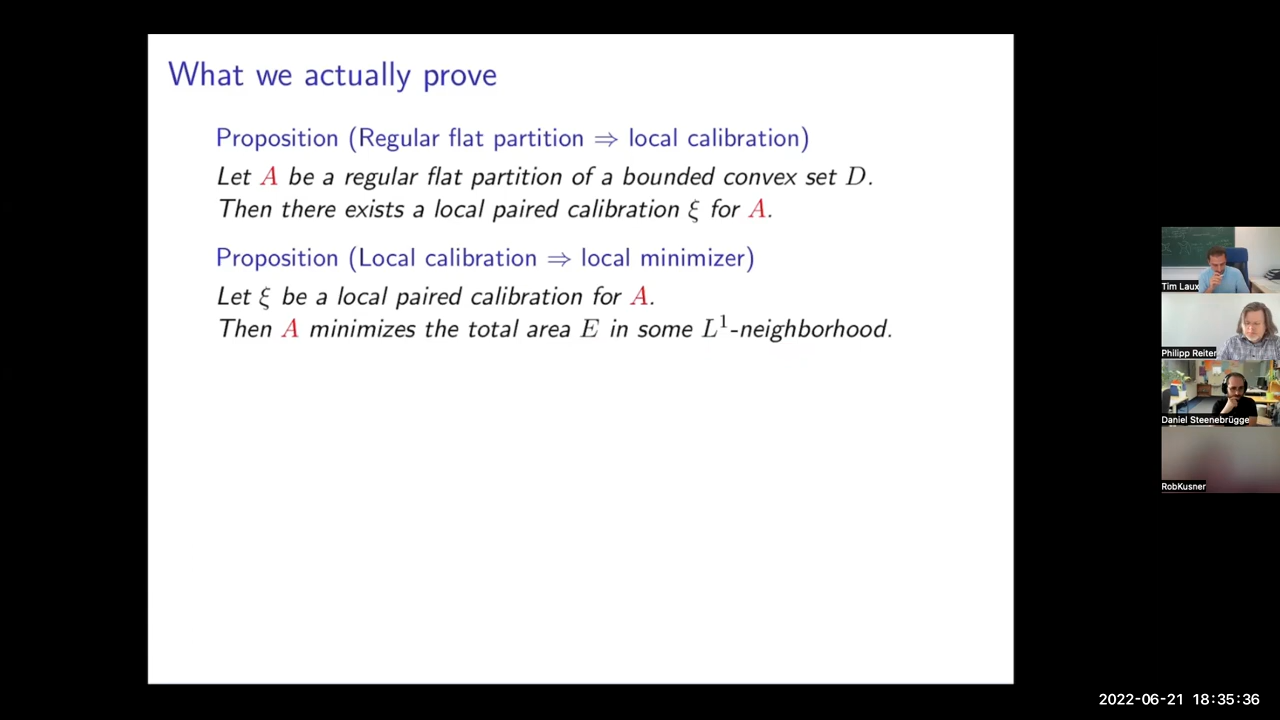 What we actually prove
Proposition (Regular flat partition ⇒ local calibration)
Let A be a regular flat partition of a bounded convex set D.
Then there exists a local paired calibration ξ for A.
Proposition (Local calibration ⇒ local minimizer)
Let ξ be a local paired calibration for A.
Then A minimizes the total area E in some L¹-neighborhood.
Tim Laux
Philipp Reiter
Daniel Steenebrügge
RobKusner
2022-06-21 18:35:36